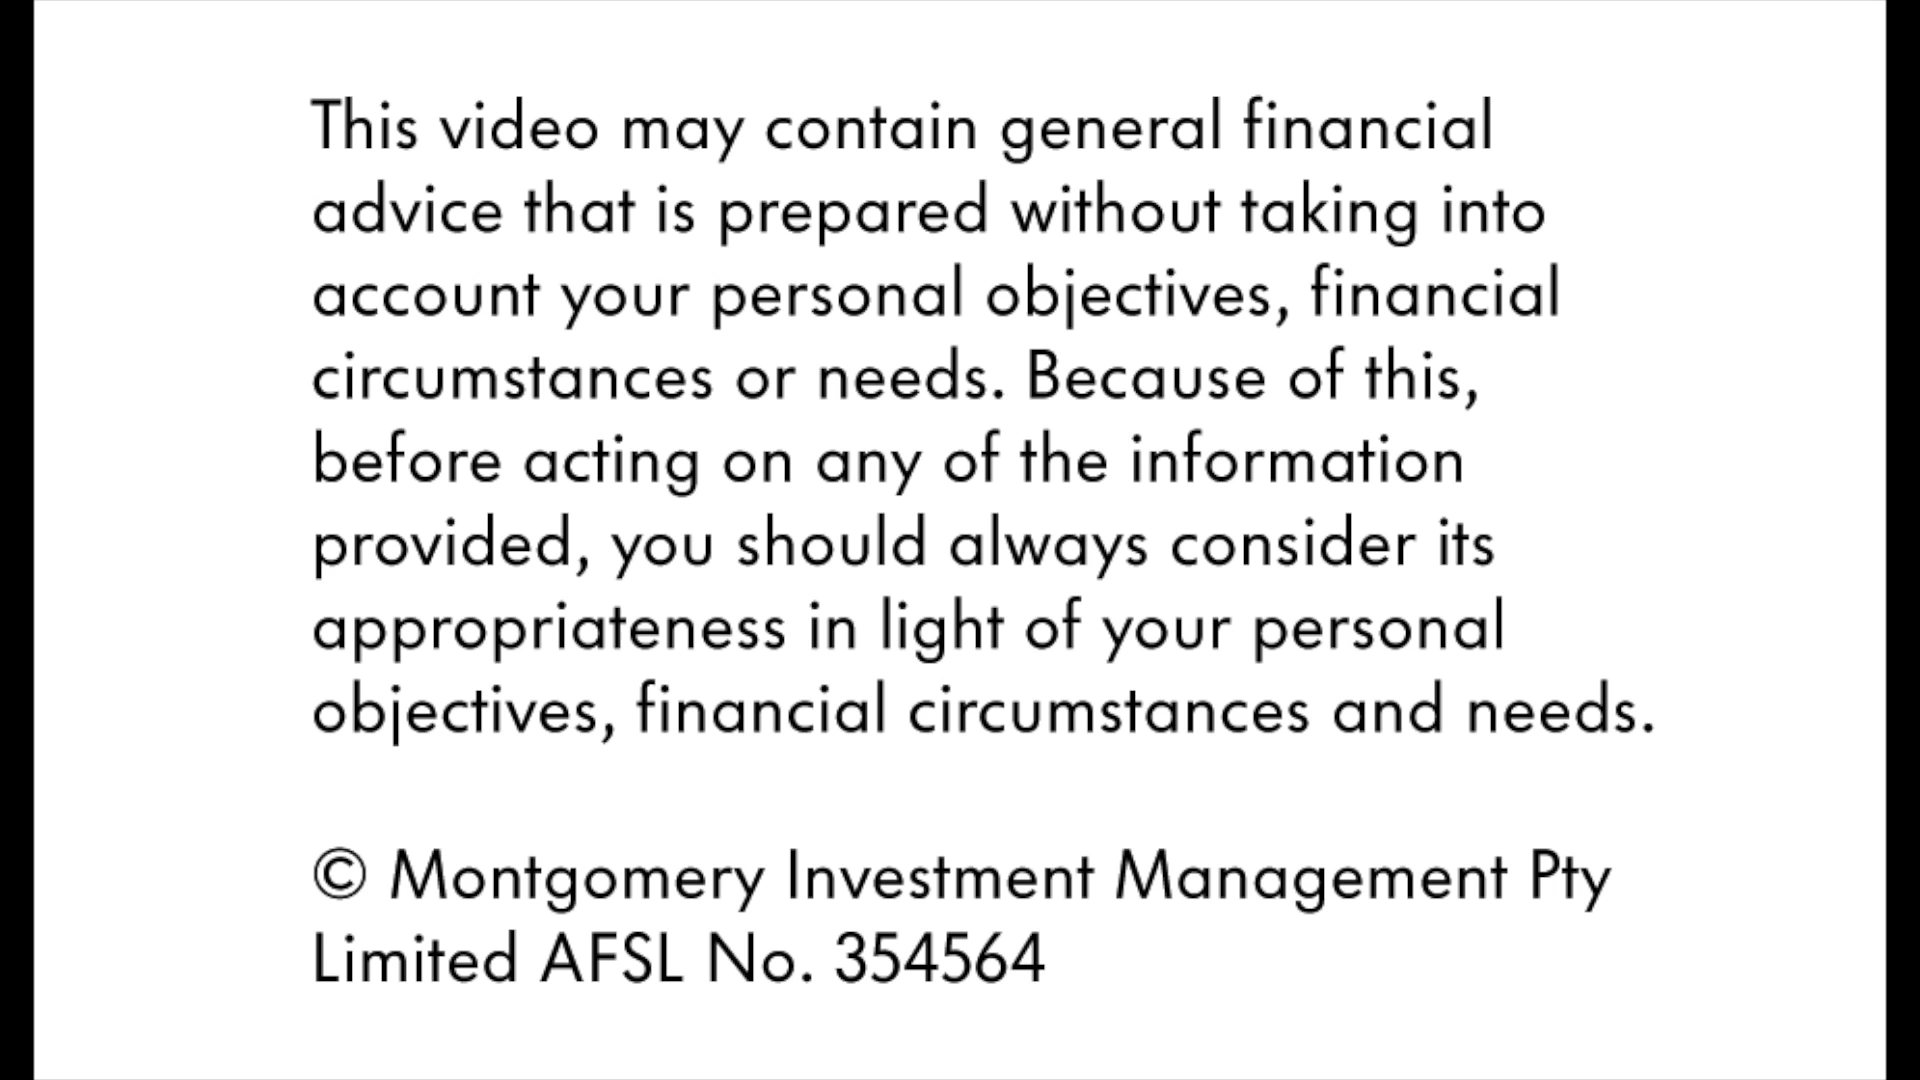 This video may contain general financial
advice that is prepared without taking into
account your personal objectives, financial
circumstances or needs. Because of this,
before acting on any of the information
provided, you should always consider its
appropriateness in light of your personal
objectives, financial circumstances and needs.
© Montgomery Investment Management Pty
Limited AFSL No. 354564